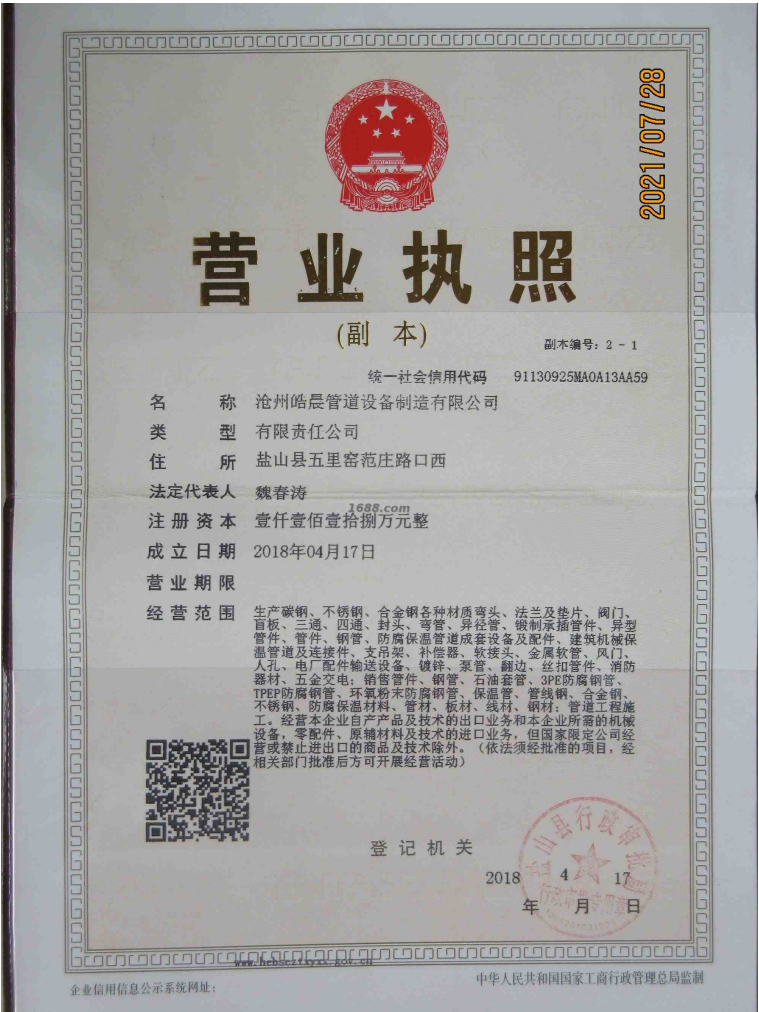 2021/07/28
营业执照
(副 本)
副本编号：2-1
统一社会信用代码 91130925MA0A13AA59
名 称 沧州皓晨管道设备制造有限公司
类 型 有限责任公司
住 所 盐山县五里窑范庄路口西
法定代表人 魏春涛
1688.com
注册资本 壹仟壹佰壹拾捌万元整
成立日期 2018年04月17日
营业期限
经营范围 生产碳钢、不锈钢、合金钢各种材质弯头、法兰及垫片、阀门、
盲板、三通、四通、封头、弯管、异径管、锻制承插管件、异型
管件、管件、钢管、防腐保温管道成套设备及配件、建筑机械保
温管道及连接件、支吊架、补偿器、软接头、金属软管、风门、
人孔、电厂配件输送设备、镀锌、泵管、翻边、丝扣管件、消防
器材、五金交电；销售管件、钢管、石油套管、3PE防腐钢管、
TPEP防腐钢管、环氧粉末防腐钢管、保温管、管线钢、合金钢、
不锈钢、防腐保温材料、管材、板材、线材、钢材；管道工程施
工。经营本企业自产产品及技术的出口业务和本企业所需的机械
设备，零配件、原辅材料及技术的进口业务，但国家限定公司经
营或禁止进出口的商品及技术除外。（依法须经批准的项目，经
相关部门批准后方可开展经营活动）
登记机关
盐山县行政审批局
行政审批专用章
2018 4 17
年 月 日
企业信用信息公示系统网址：
中华人民共和国国家工商行政管理总局监制